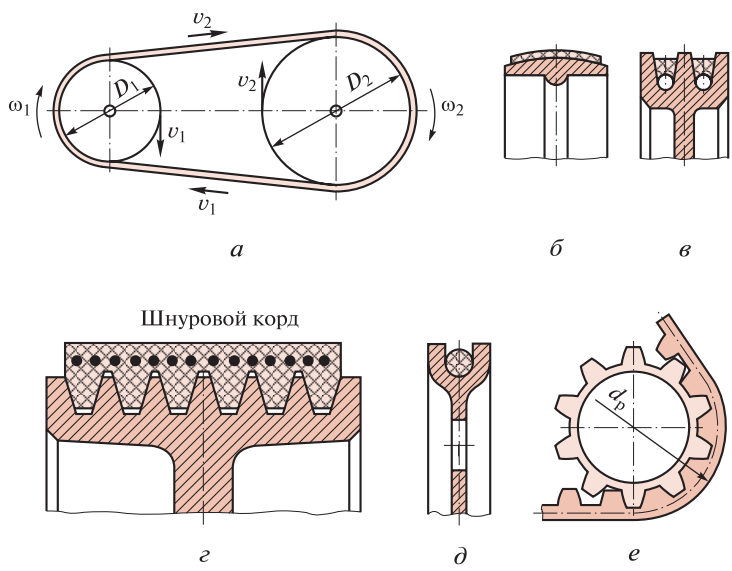 v₂
D₁
D₂
v₂
ω₁
ω₂
v₁
v₁
а
б
в
Шнуровой корд
dₚ
г
д
е